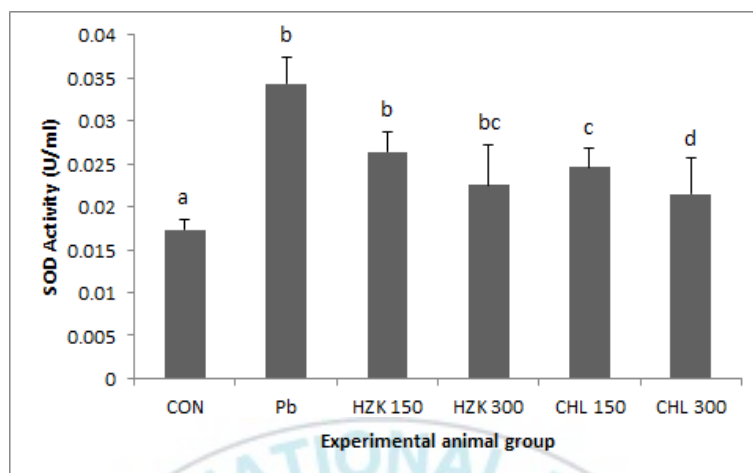 SOD Activity (U/ml)
0.04
0.035
0.03
0.025
0.02
0.015
0.01
0.005
0
a
b
b
bc
c
d
CON Pb HZK 150 HZK 300 CHL 150 CHL 300
Experimental animal group
NATIONAL